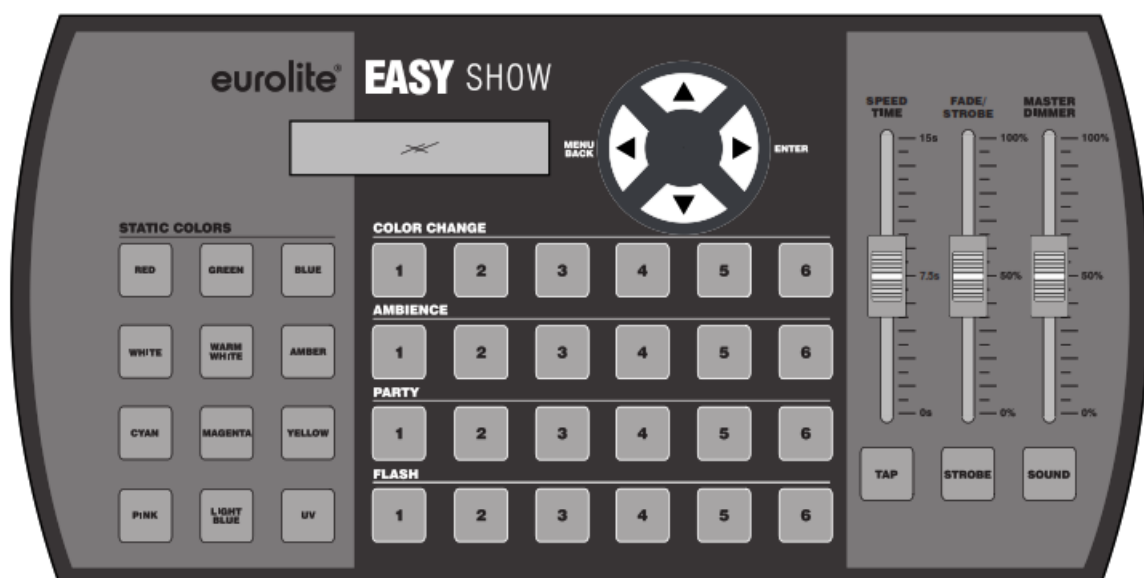 eurolite® EASY SHOW
MENU
BACK
ENTER
SPEED
TIME
FADE/
STROBE
MASTER
DIMMER
15s
100%
100%
7.5s
50%
50%
0s
0%
0%
STATIC COLORS
RED GREEN BLUE
WHITE WARM WHITE AMBER
CYAN MAGENTA YELLOW
PINK LIGHT BLUE UV
COLOR CHANGE
1 2 3 4 5 6
AMBIENCE
1 2 3 4 5 6
PARTY
1 2 3 4 5 6
FLASH
1 2 3 4 5 6
TAP STROBE SOUND